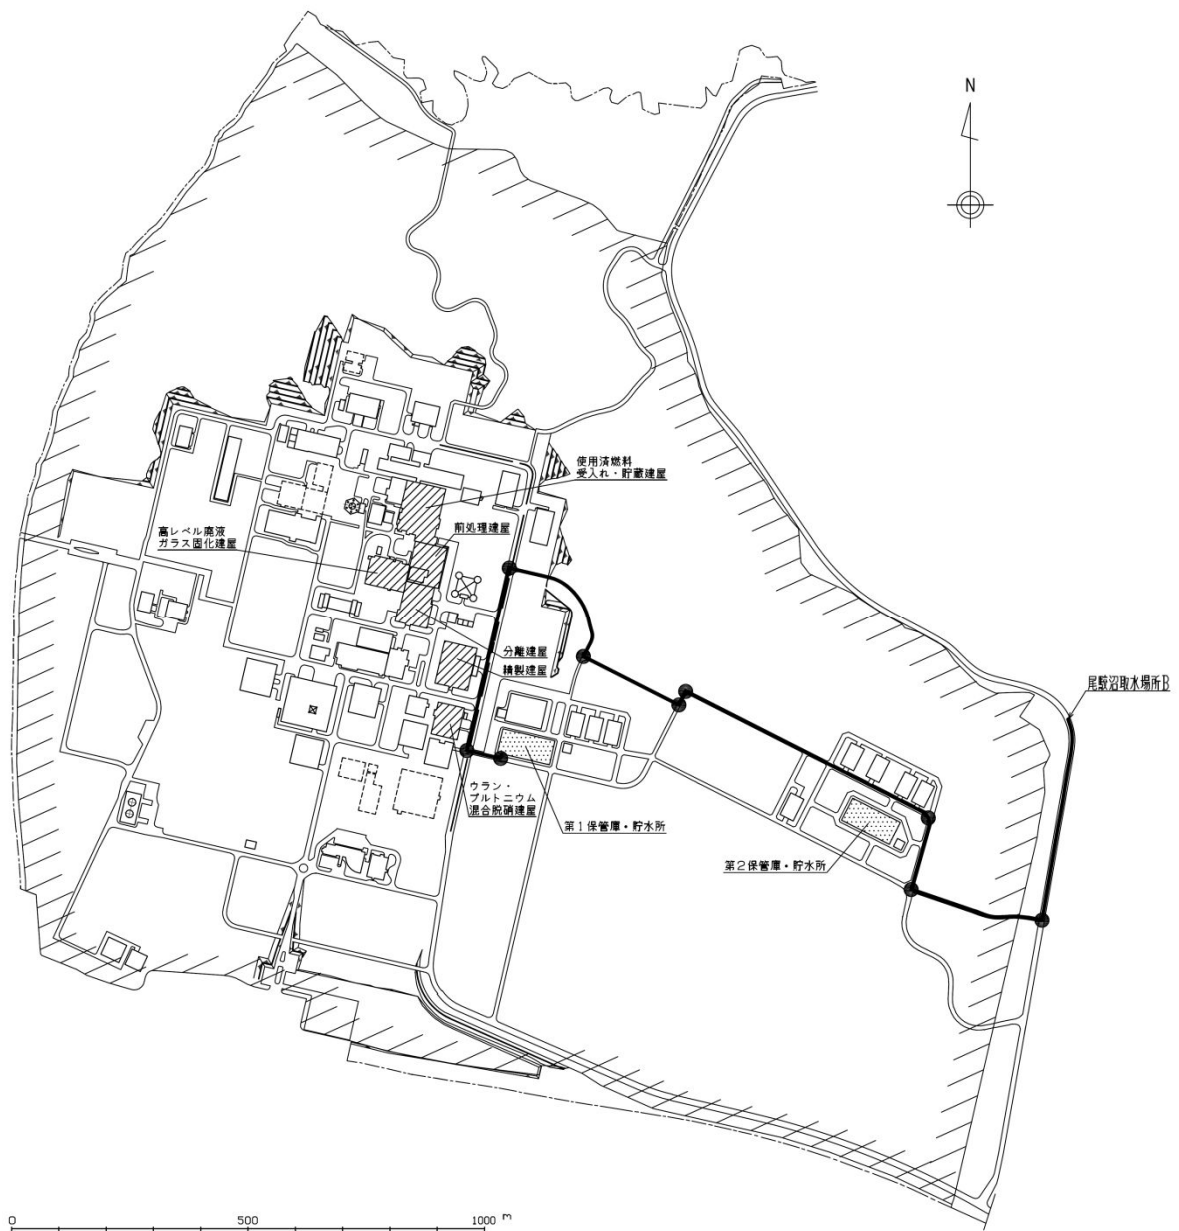 N
使用済燃料
受入れ・貯蔵建屋
前処理建屋
高レベル廃液
ガラス固化建屋
分離建屋
精製建屋
尾駮沼取水場所B
ウラン・
プルトニウム
混合脱硝建屋
第1保管庫・貯水所
第2保管庫・貯水所
0 500 1000 m